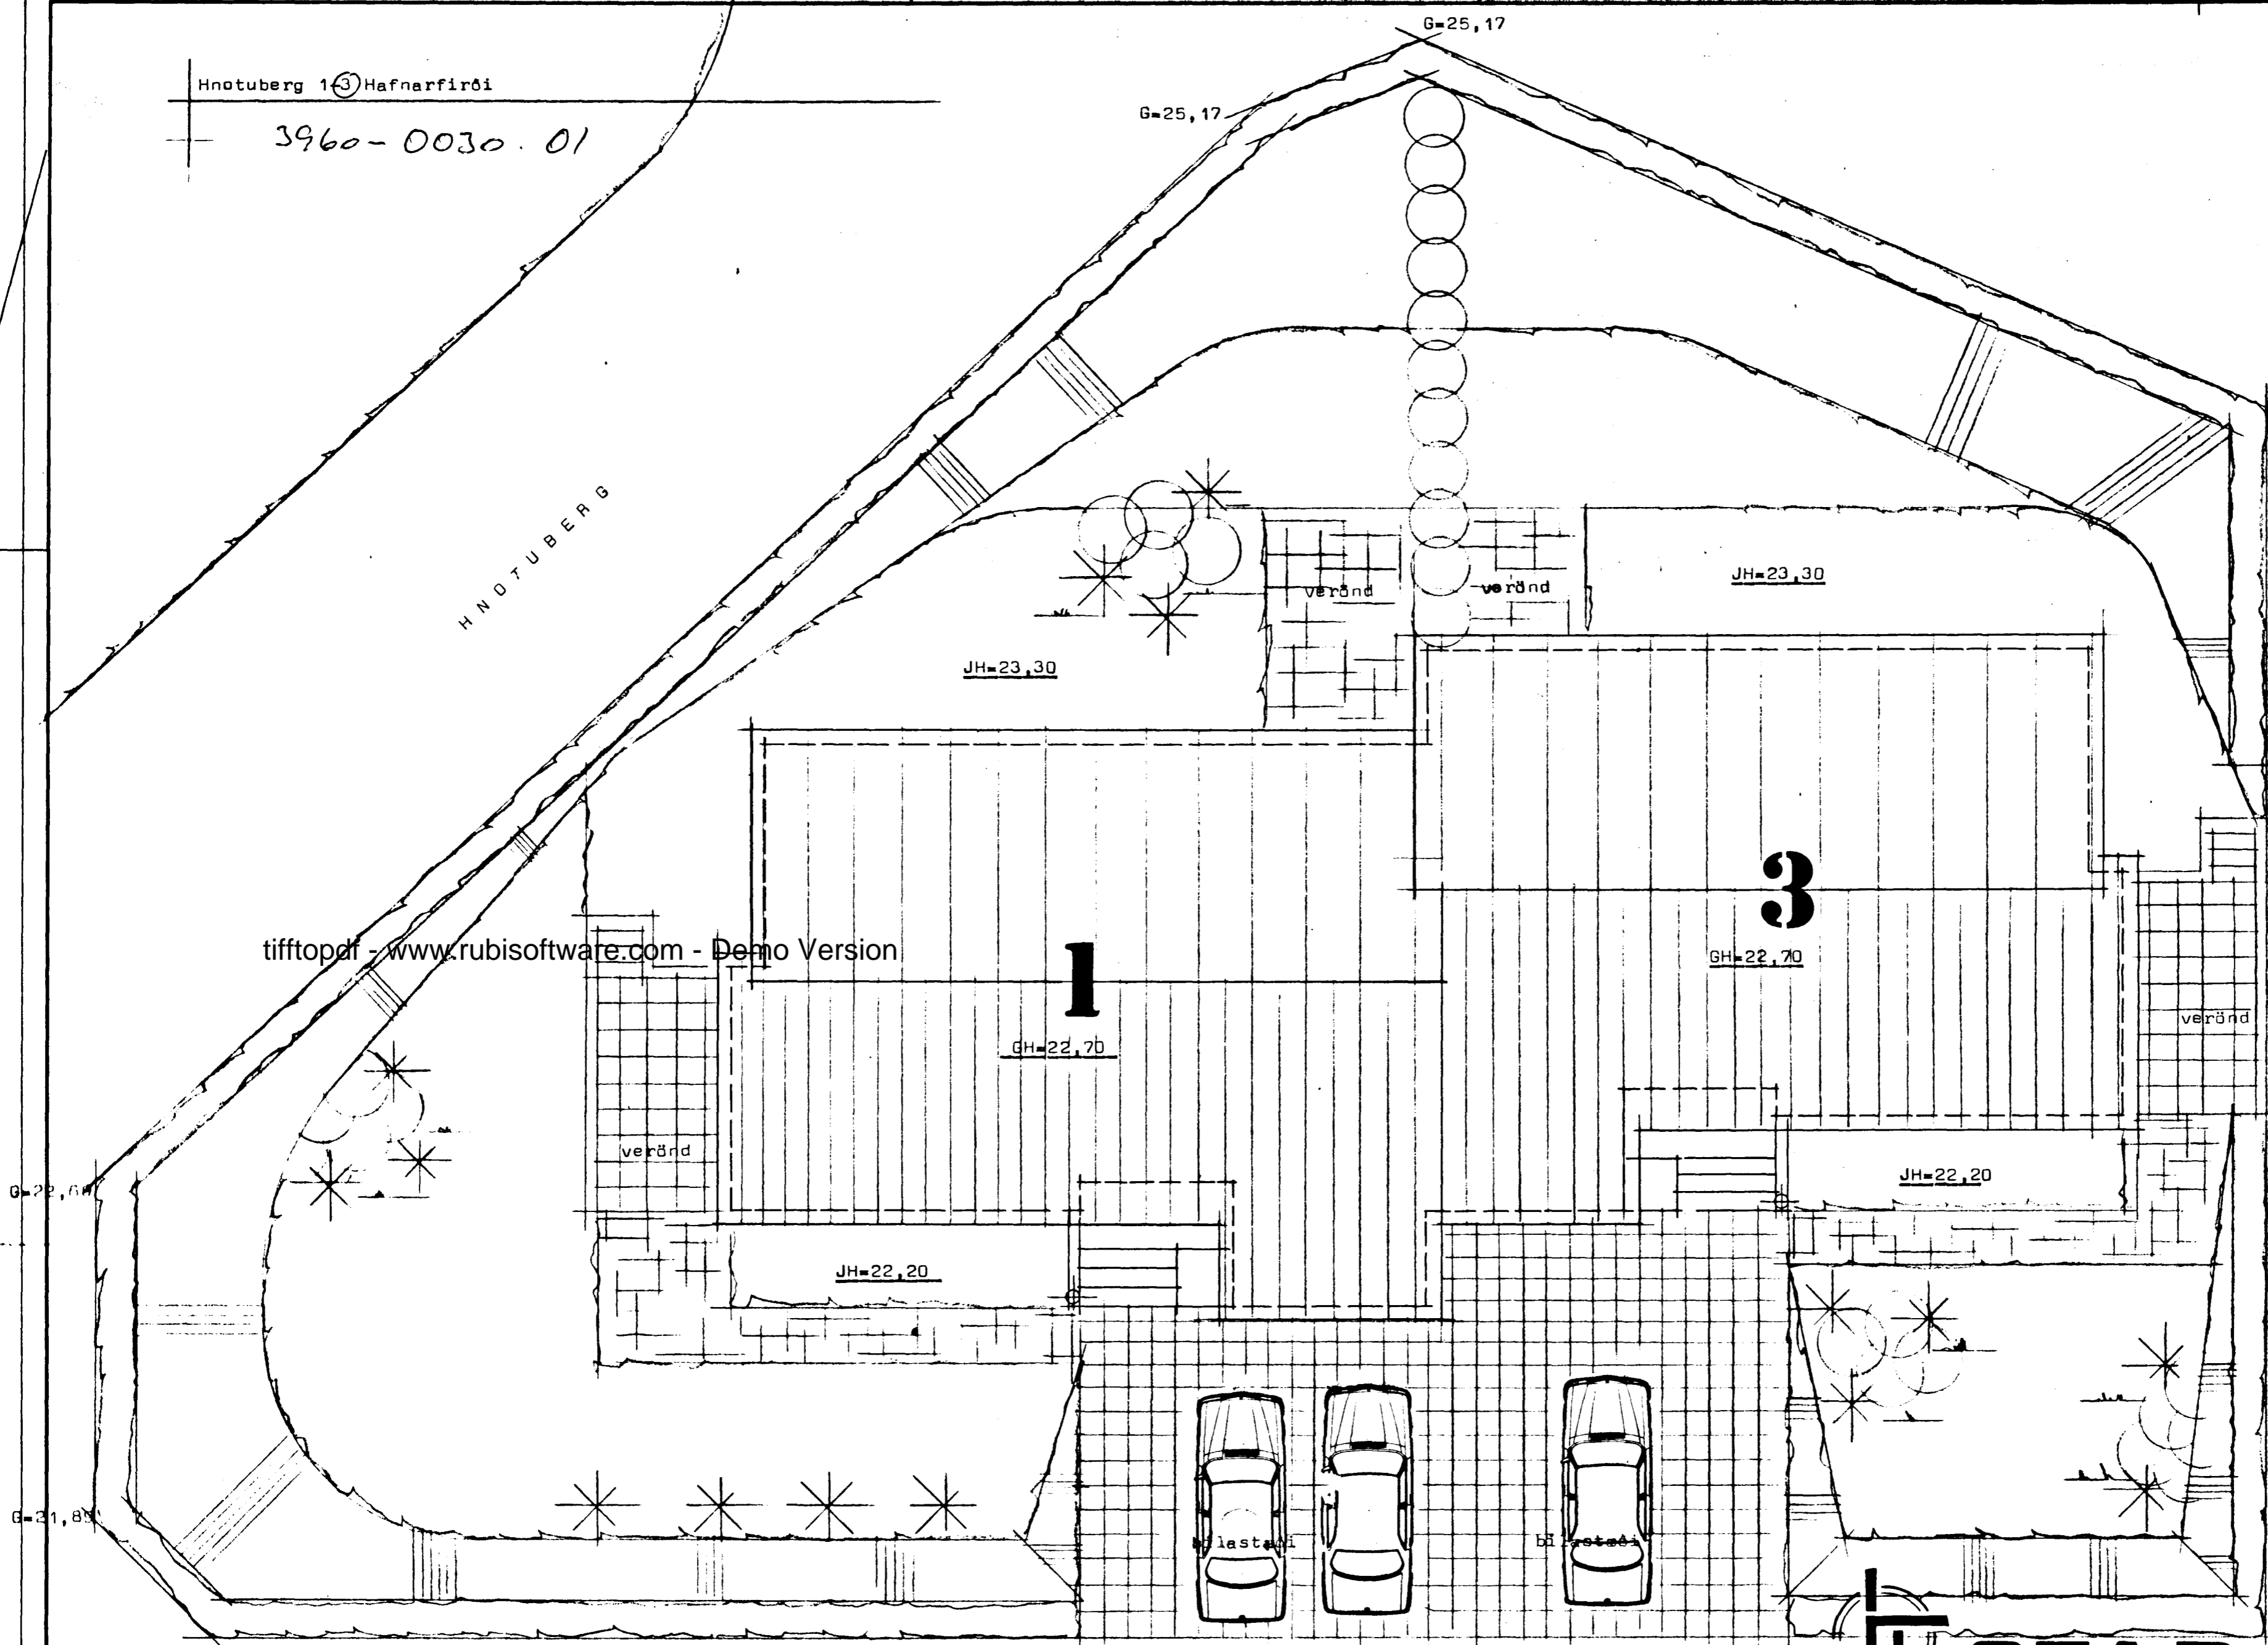 G=25,17
Hnotuberg 1-3 Hafnarfirði
G=25,17
3960-0030.01
HNOTUBERG
JH=23,30
verönd
verönd
JH=23,30
3
tifftopdf - www.rubisoftware.com - Demo Version
GH=22,70
1
verönd
GH=22,70
verönd
JH=22,20
JH=22,20
bílastæði
bílastæði